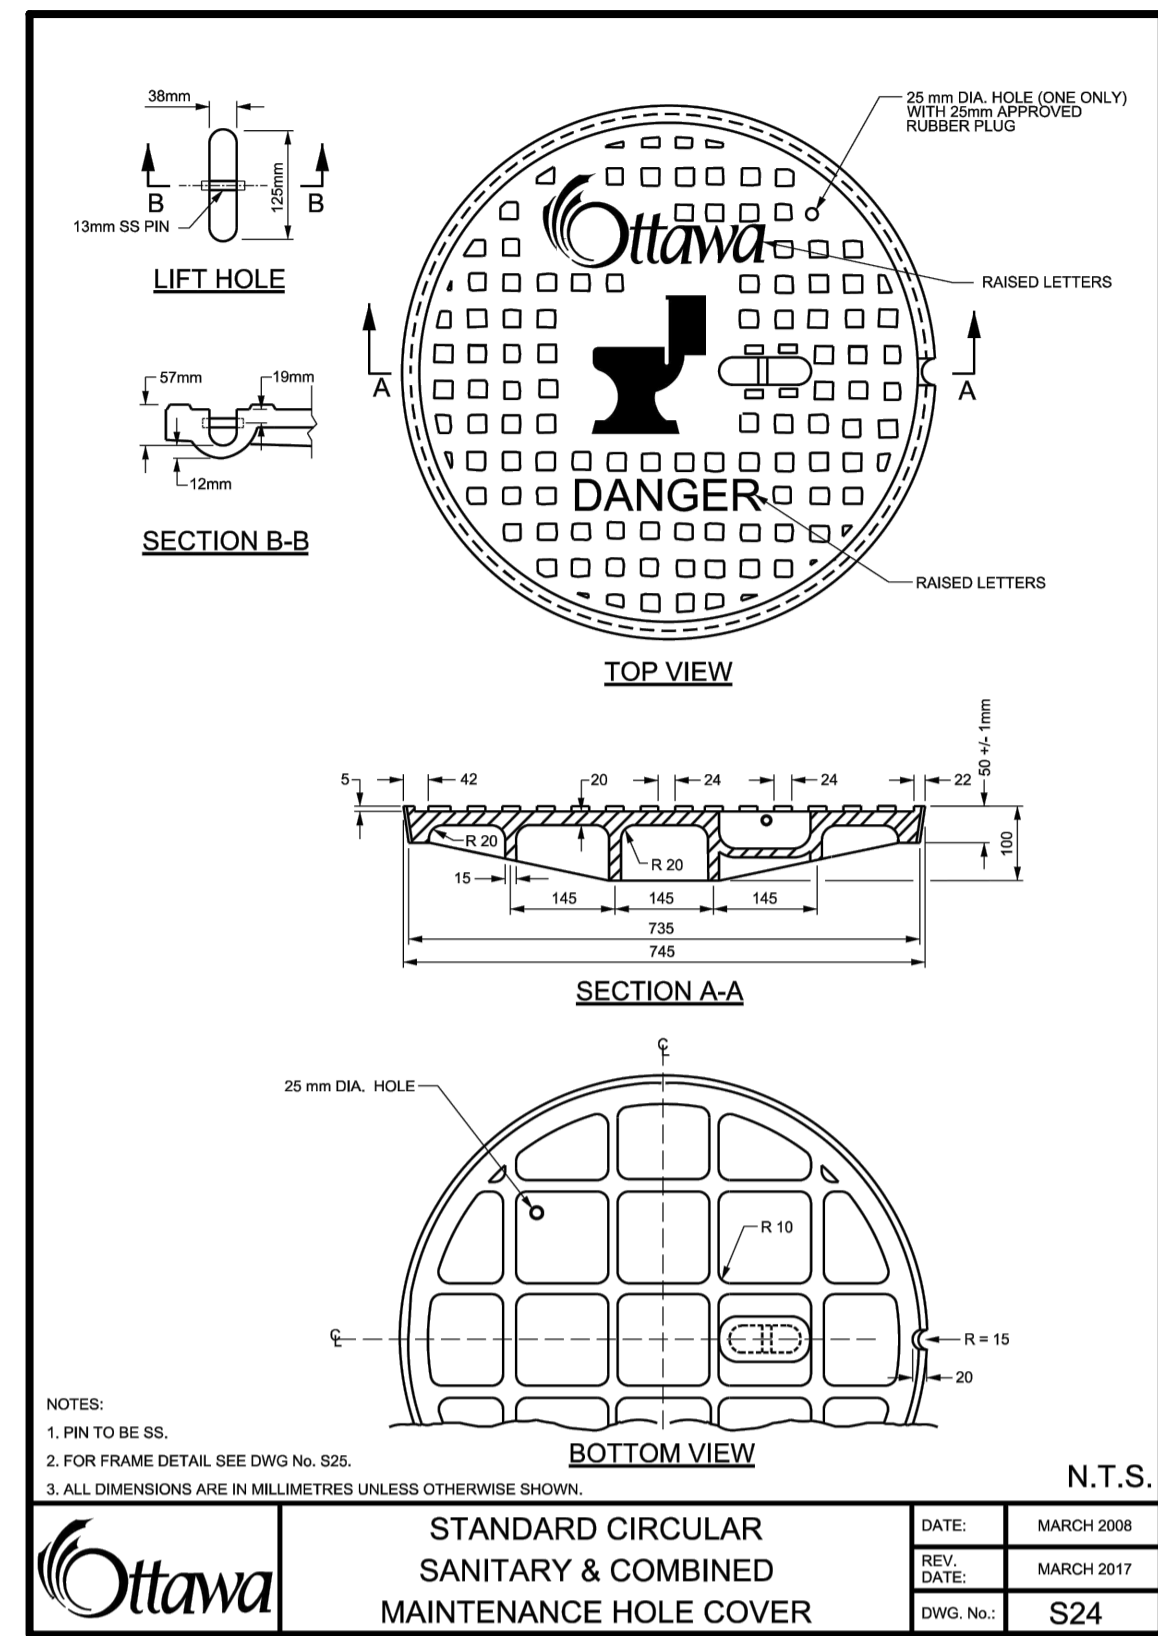 38mm
125mm
B
B
13mm SS PIN
LIFT HOLE
57mm
19mm
12mm
SECTION B-B
25 mm DIA. HOLE (ONE ONLY)
WITH 25mm APPROVED
RUBBER PLUG
Ottawa
RAISED LETTERS
A
A
DANGER
RAISED LETTERS
TOP VIEW
5
42
20
24
24
22
50 +/- 1mm
100
R 20
R 20
15
145
145
145
735
745
SECTION A-A
℄
25 mm DIA. HOLE
R 10
℄
R = 15
20
BOTTOM VIEW
NOTES:
1. PIN TO BE SS.
2. FOR FRAME DETAIL SEE DWG No. S25.
3. ALL DIMENSIONS ARE IN MILLIMETRES UNLESS OTHERWISE SHOWN.
N.T.S.
Ottawa
STANDARD CIRCULAR
SANITARY & COMBINED
MAINTENANCE HOLE COVER
DATE: MARCH 2008
REV.
DATE: MARCH 2017
DWG. No.: S24